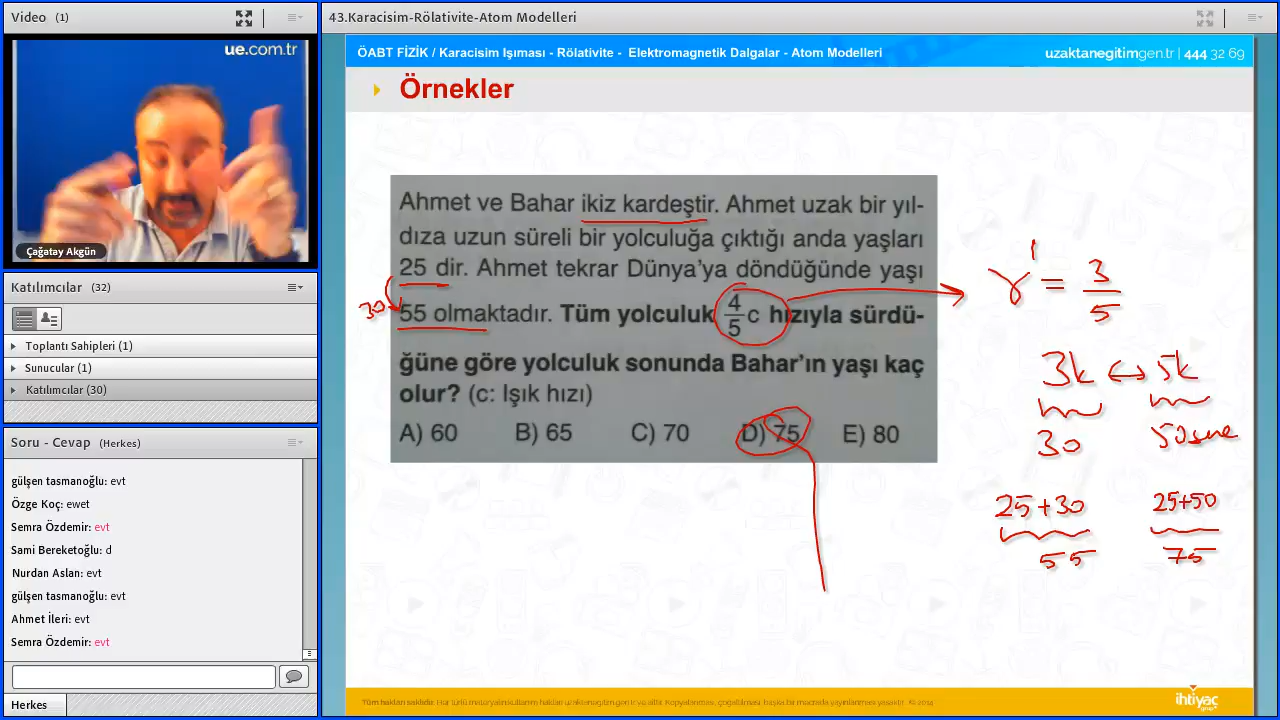 Video (1)
43.Karacisim-Rölativite-Atom Modelleri
ue.com.tr
Çağatay Akgün
ÖABT FİZİK / Karacisim Işıması - Rölativite - Elektromagnetik Dalgalar - Atom Modelleri
uzaktanegitimgen.tr | 444 32 69
Örnekler
Ahmet ve Bahar ikiz kardeştir. Ahmet uzak bir yıl-
dıza uzun süreli bir yolculuğa çıktığı anda yaşları
25 dir. Ahmet tekrar Dünya'ya döndüğünde yaşı
30
55 olmaktadır. Tüm yolculuk 4/5 c hızıyla sürdü-
ğüne göre yolculuk sonunda Bahar'ın yaşı kaç
olur? (c: Işık hızı)
A) 60 B) 65 C) 70 D) 75 E) 80
γ' = 3/5
3k ↔ 5k
30 50 sene
25+30 25+50
55 75
Katılımcılar (32)
Toplantı Sahipleri (1)
Sunucular (1)
Katılımcılar (30)
Soru - Cevap (Herkes)
gülşen tasmanoğlu: evt
Özge Koç: ewet
Semra Özdemir: evt
Sami Bereketoğlu: d
Nurdan Aslan: evt
gülşen tasmanoğlu: evt
Ahmet İleri: evt
Semra Özdemir: evt
Herkes
ihtiyaç